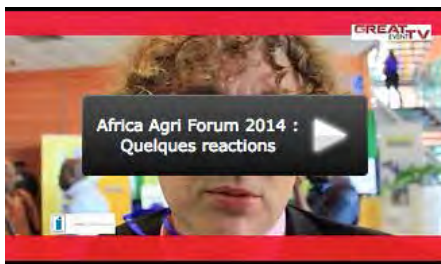 GREAT
EVENT TV
Africa Agri Forum 2014 :
Quelques reactions